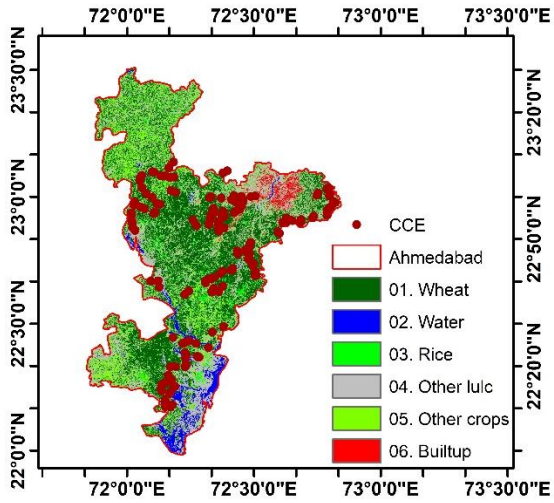 72°0'0"N 72°30'0"N 73°0'0"N 73°30'0"N
23°30'0"N
23°0'0"N
22°30'0"N
22°0'0"N
23°20'0"N
22°50'0"N
22°20'0"N
CCE
Ahmedabad
01. Wheat
02. Water
03. Rice
04. Other lulc
05. Other crops
06. Builtup
72°0'0"N 72°30'0"N 73°0'0"N 73°30'0"N